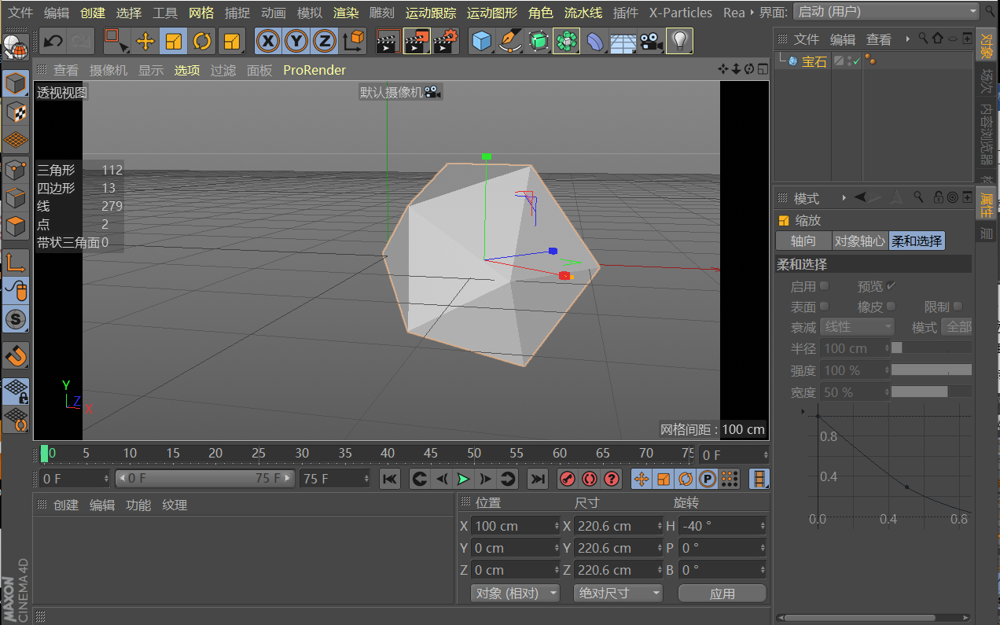 文件 编辑 创建 选择 工具 网格 捕捉 动画 模拟 渲染 雕刻 运动跟踪 运动图形 角色 流水线 插件 X-Particles Rea 界面: 启动 (用户)
X Y Z
文件 编辑 查看
宝石
查看 摄像机 显示 选项 过滤 面板 ProRender
透视视图
默认摄像机
三角形 112
四边形 13
线 279
点 2
带状三角面 0
Y
Z
X
网格间距 : 100 cm
对象
场次
内容浏览器
属性
层
模式
缩放
轴向 对象轴心 柔和选择
柔和选择
启用 预览
表面 橡皮 限制
衰减 线性 模式 全部
半径 100 cm
强度 100 %
宽度 50 %
0.8
0.4
0.0 0.4 0.8
0 5 10 15 20 25 30 35 40 45 50 55 60 65 70 75 0 F
0 F 0 F 75 F 75 F
P
创建 编辑 功能 纹理
位置 尺寸 旋转
X 100 cm X 220.6 cm H -40 °
Y 0 cm Y 220.6 cm P 0 °
Z 0 cm Z 220.6 cm B 0 °
对象 (相对) 绝对尺寸 应用
S
MAXON
CINEMA 4D